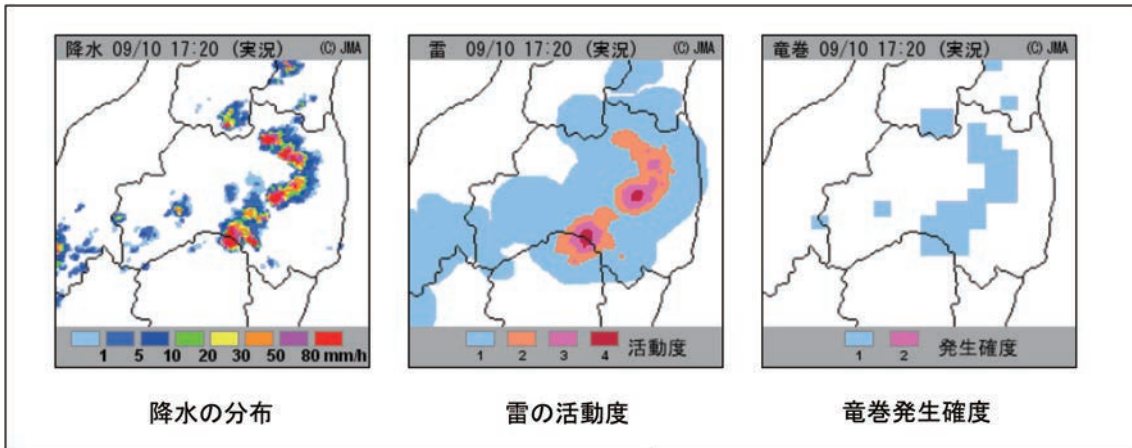 降水 09/10 17:20 (実況) (C) JMA
1 5 10 20 30 50 80 mm/h
降水の分布
雷 09/10 17:20 (実況) (C) JMA
1 2 3 4 活動度
雷の活動度
竜巻 09/10 17:20 (実況) (C) JMA
1 2 発生確度
竜巻発生確度